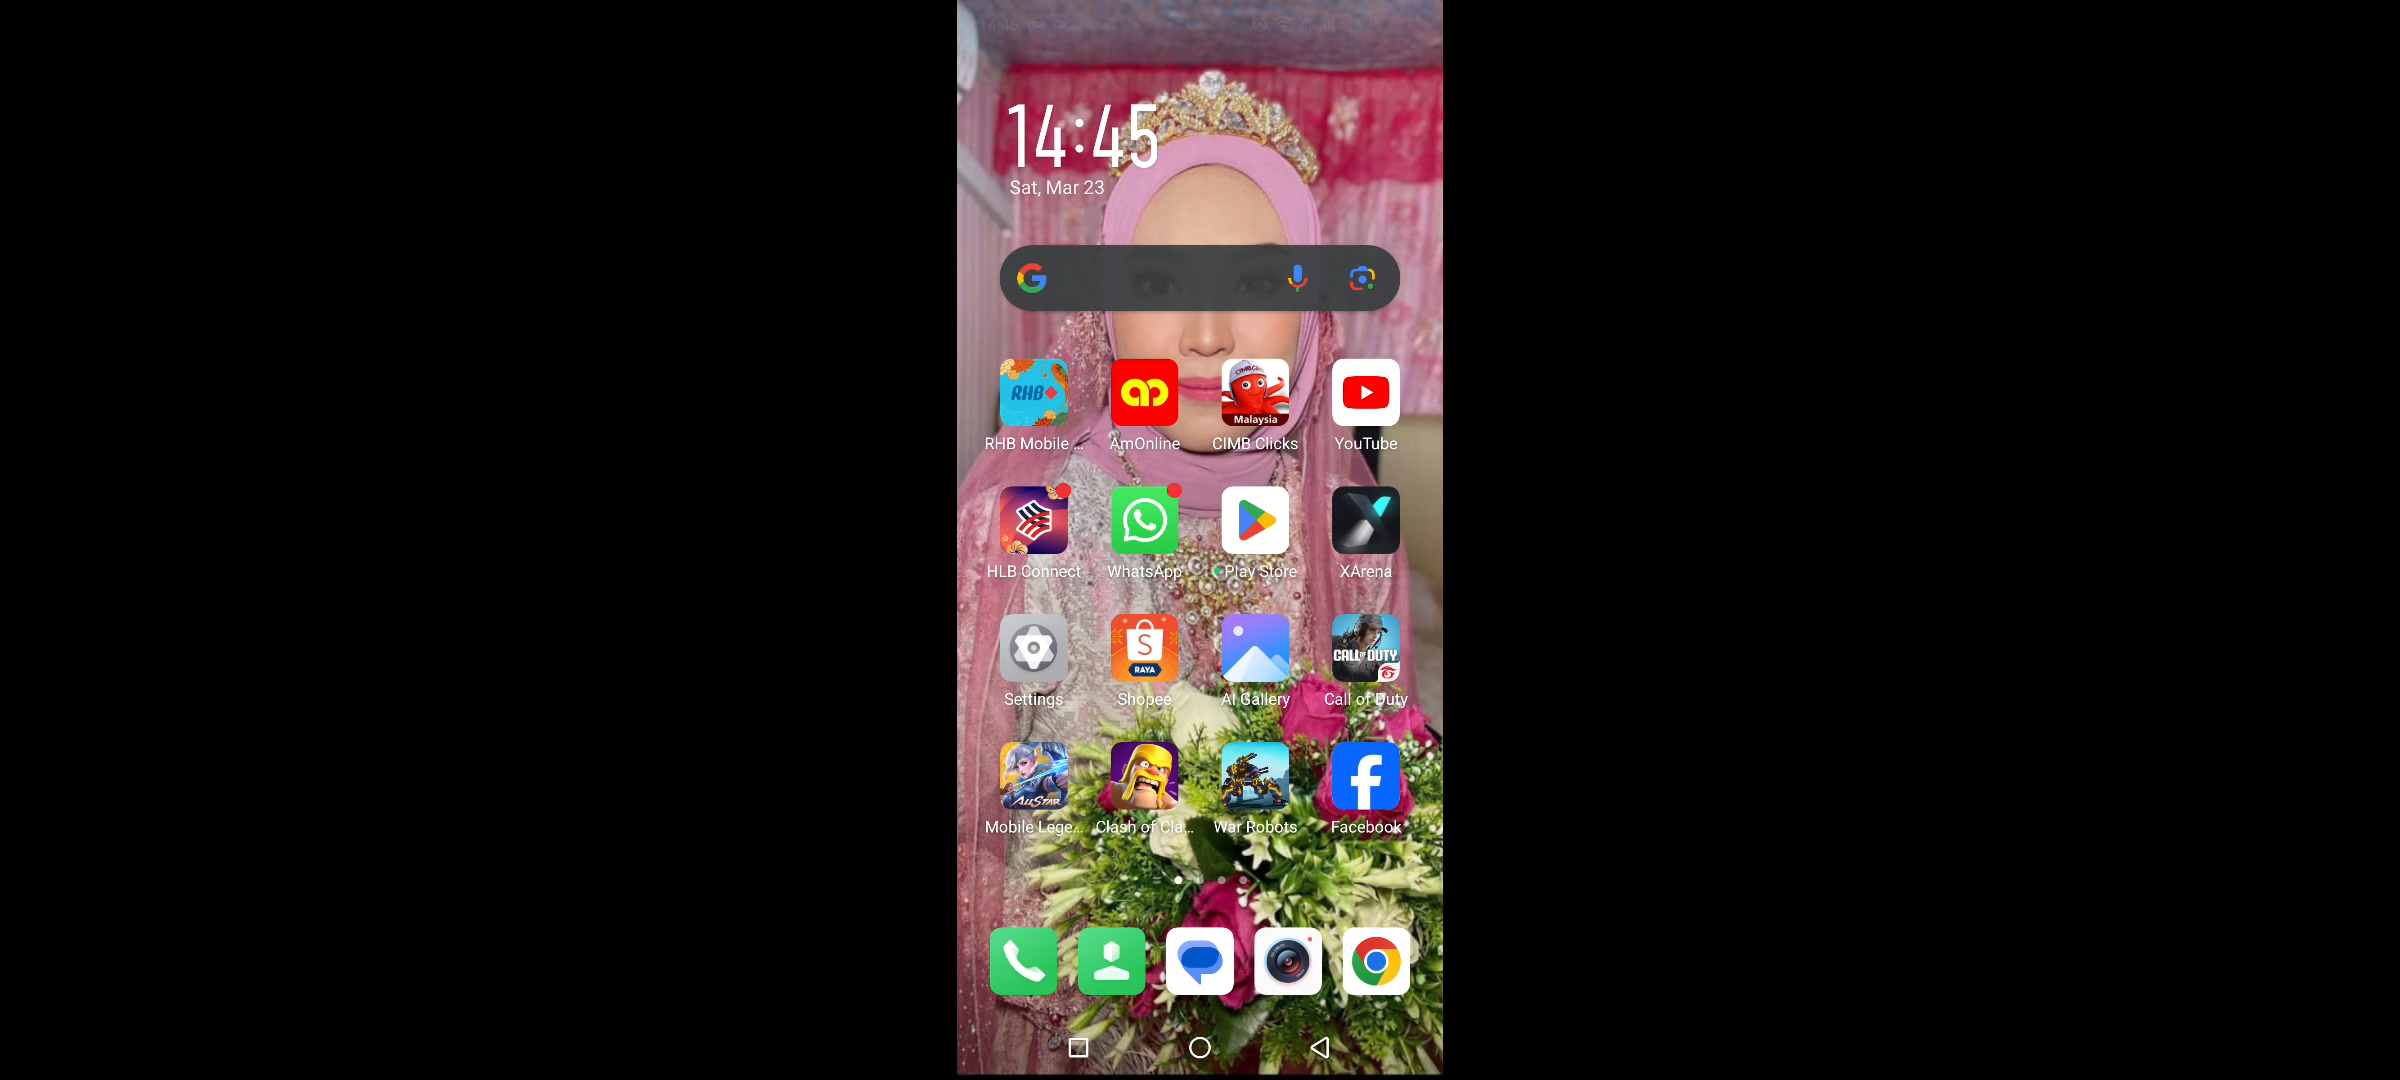 14:45
Sat, Mar 23
RHB
CIMB CLICKS
Malaysia
RHB Mobile ...
AmOnline
CIMB Clicks
YouTube
HLB Connect
WhatsApp
Play Store
XArena
S
RAYA
CALL OF DUTY
Settings
Shopee
AI Gallery
Call of Duty
ALLSTAR
Mobile Lege...
Clash of Cla...
War Robots
Facebook